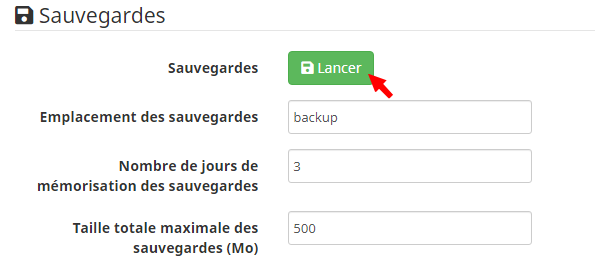 Sauvegardes
Sauvegardes
Lancer
Emplacement des sauvegardes
backup
Nombre de jours de
mémorisation des sauvegardes
3
Taille totale maximale des
sauvegardes (Mo)
500